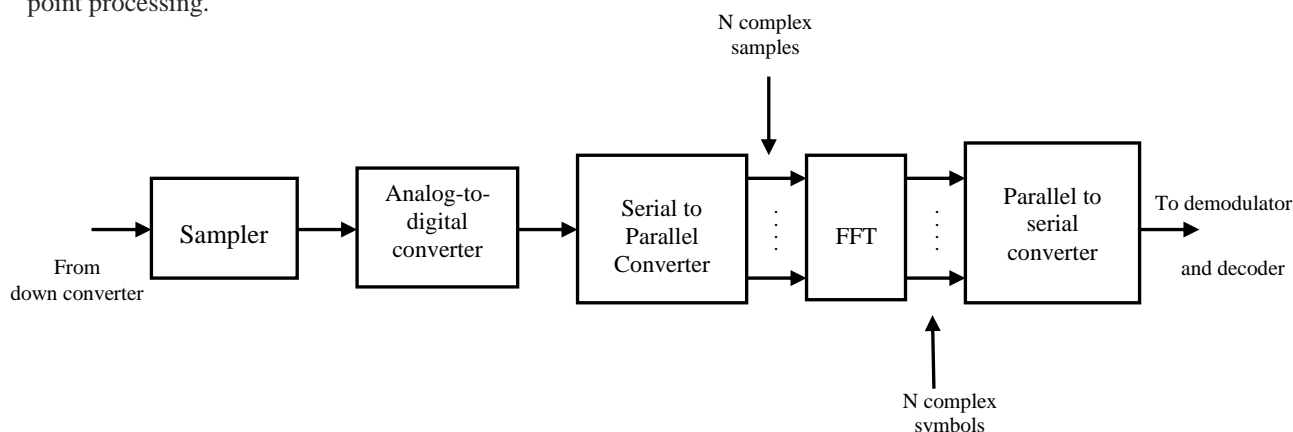 point processing.
N complex
samples
Sampler
Analog-to-
digital
converter
Serial to
Parallel
Converter
FFT
Parallel to
serial
converter
To demodulator
and decoder
From
down converter
N complex
symbols